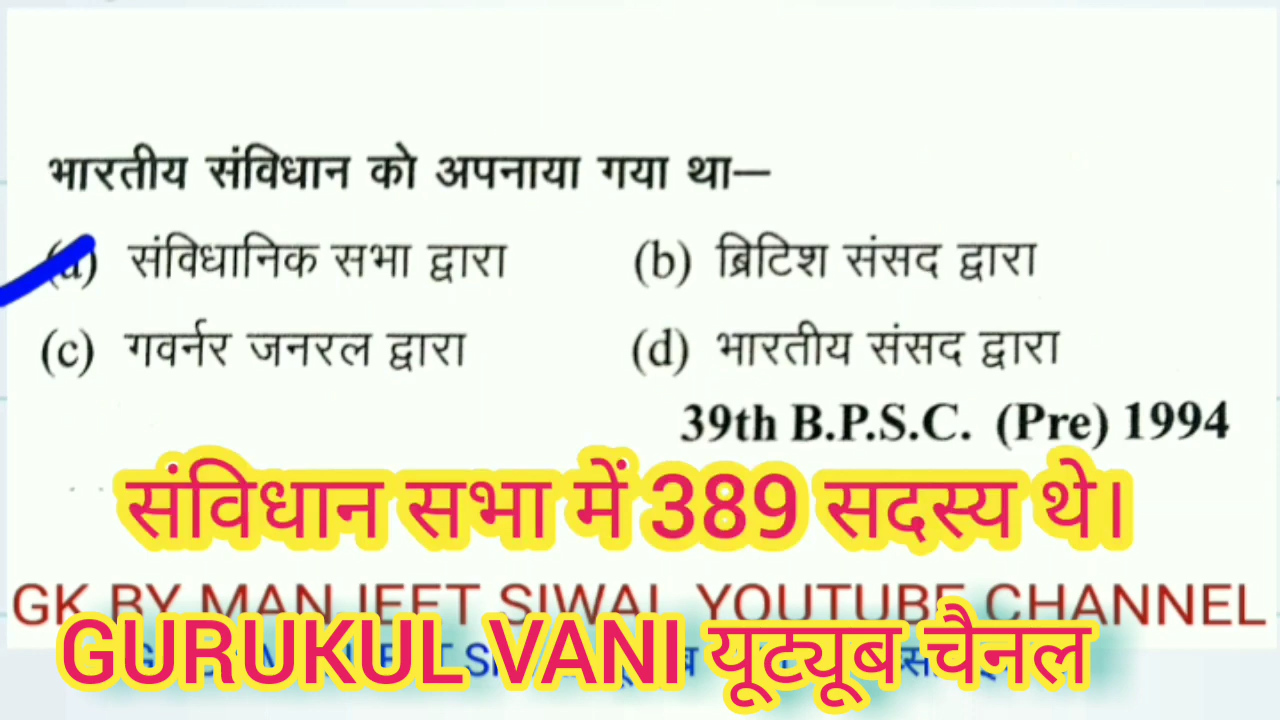 भारतीय संविधान को अपनाया गया था—
(a) संविधानिक सभा द्वारा (b) ब्रिटिश संसद द्वारा
(c) गवर्नर जनरल द्वारा (d) भारतीय संसद द्वारा
39th B.P.S.C. (Pre) 1994
संविधान सभा में 389 सदस्य थे।
GK BY MANJEET SIWAL YOUTUBE CHANNEL
GURUKUL VANI यूट्यूब चैनल